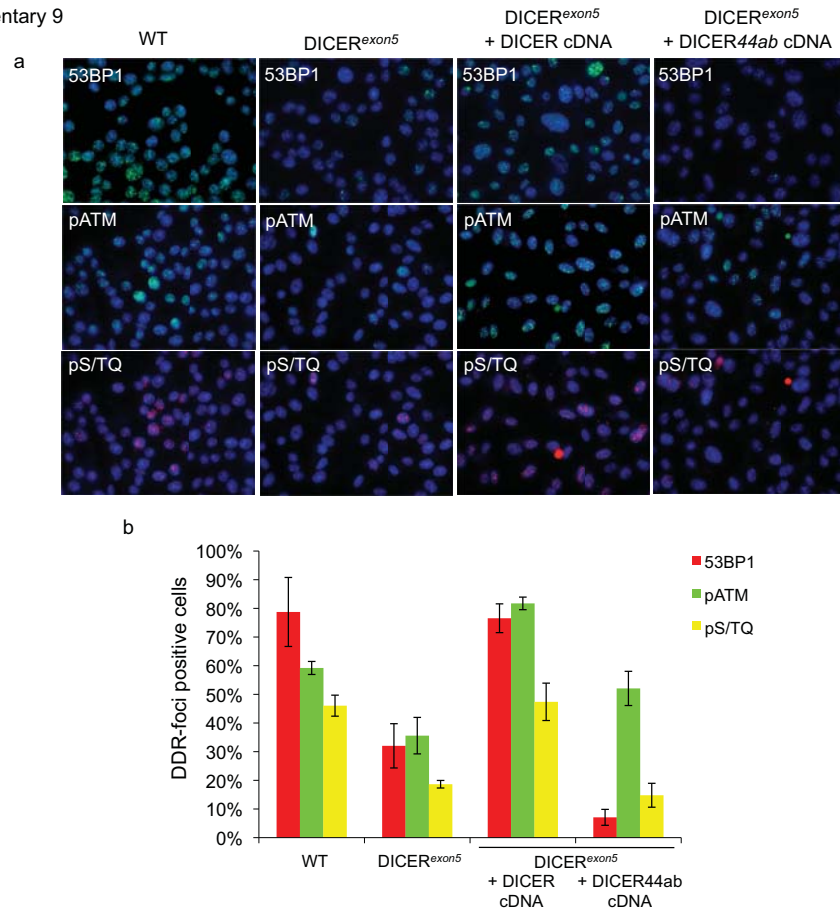 entary 9
WT
DICERexon5
DICERexon5
+ DICER cDNA
DICERexon5
+ DICER44ab cDNA
a
53BP1
53BP1
53BP1
53BP1
pATM
pATM
pATM
pATM
pS/TQ
pS/TQ
pS/TQ
pS/TQ
b
DDR-foci positive cells
100%
90%
80%
70%
60%
50%
40%
30%
20%
10%
0%
53BP1
pATM
pS/TQ
WT
DICERexon5
DICERexon5
+ DICER
cDNA
+ DICER44ab
cDNA